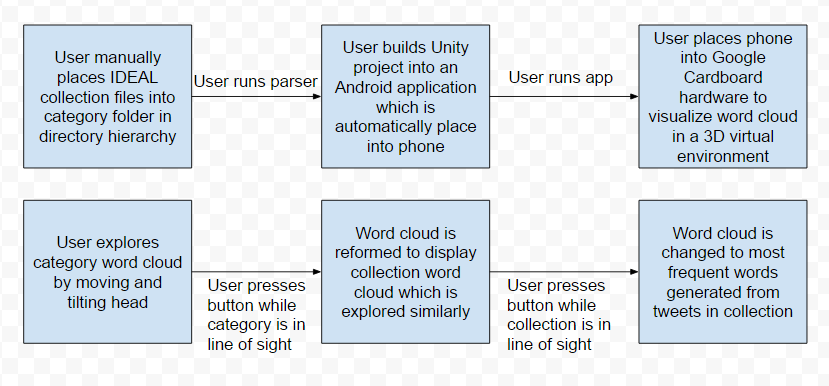 User manually
places IDEAL
collection files into
category folder in
directory hierarchy
User runs parser
User builds Unity
project into an
Android application
which is
automatically place
into phone
User runs app
User places phone
into Google
Cardboard
hardware to
visualize word cloud
in a 3D virtual
environment
User explores
category word cloud
by moving and
tilting head
User presses
button while
category is in
line of sight
Word cloud is
reformed to display
collection word
cloud which is
explored similarly
User presses
button while
collection is in
line of sight
Word cloud is
changed to most
frequent words
generated from
tweets in collection